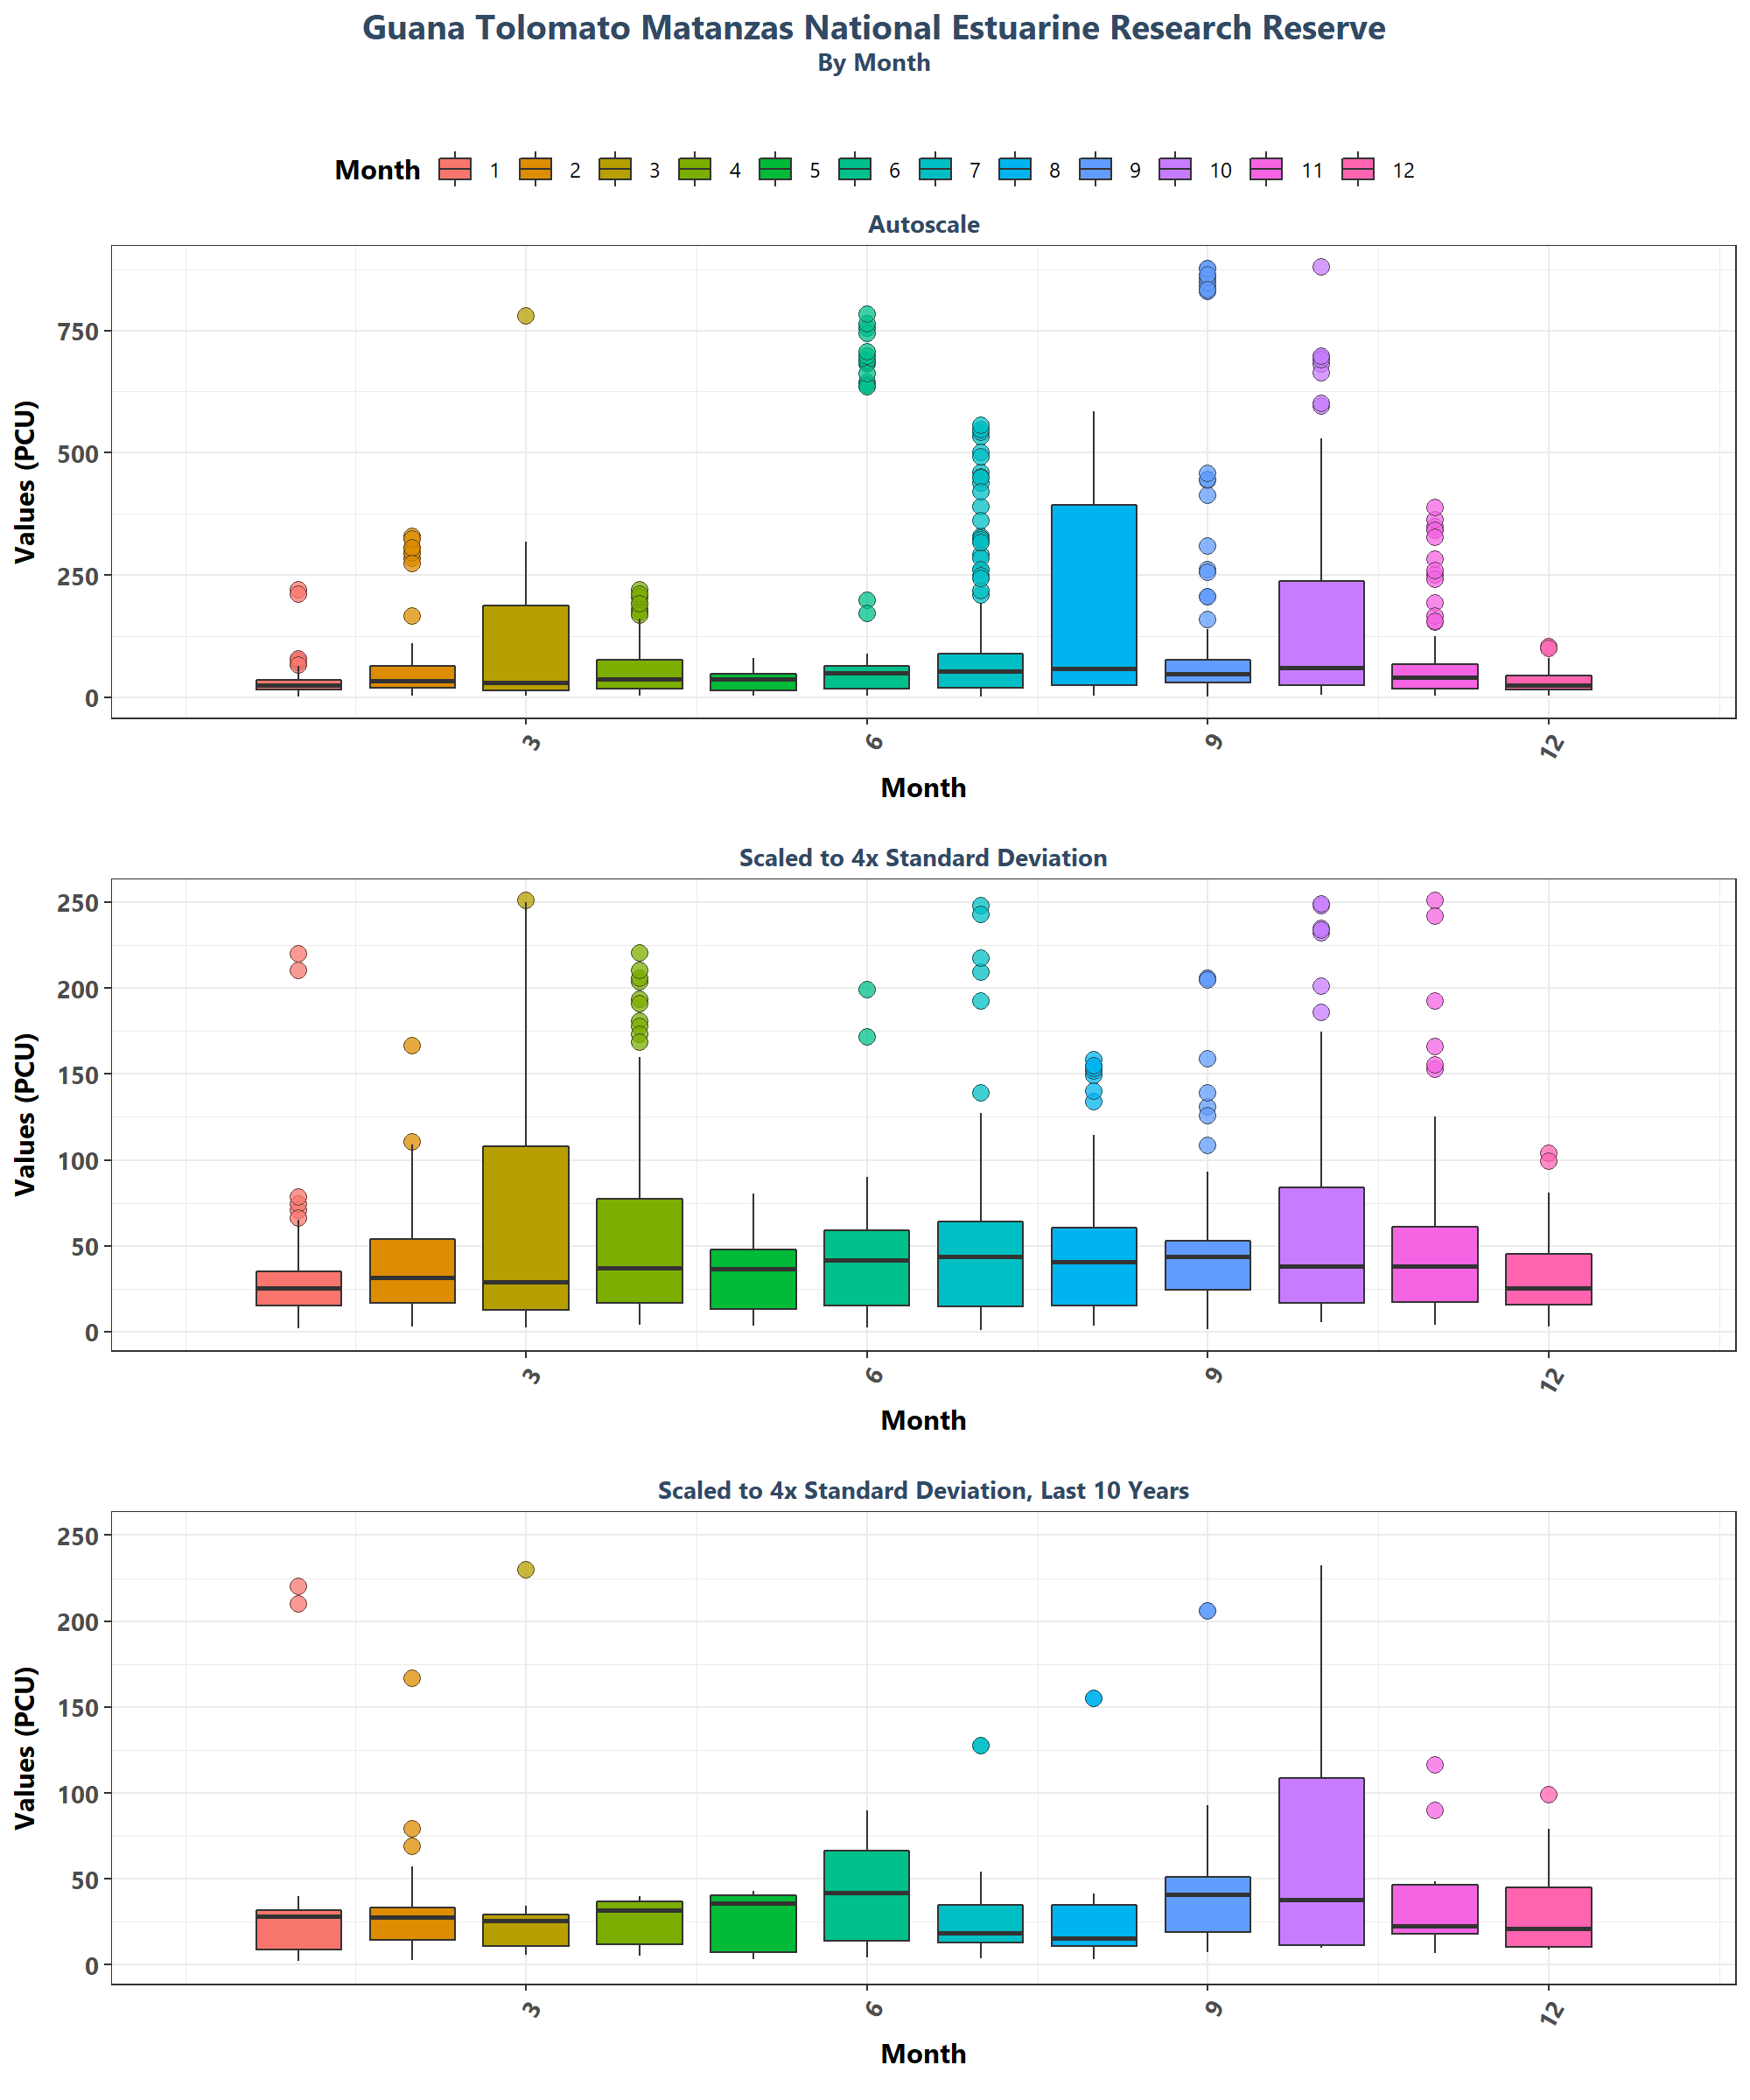 Guana Tolomato Matanzas National Estuarine Research Reserve
By Month
Month 1 2 3 4 5 6 7 8 9 10 11 12
Autoscale
Values (PCU)
750
500
250
0
3 6 9 12
Month
Scaled to 4x Standard Deviation
Values (PCU)
250
200
150
100
50
0
3 6 9 12
Month
Scaled to 4x Standard Deviation, Last 10 Years
Values (PCU)
250
200
150
100
50
0
3 6 9 12
Month